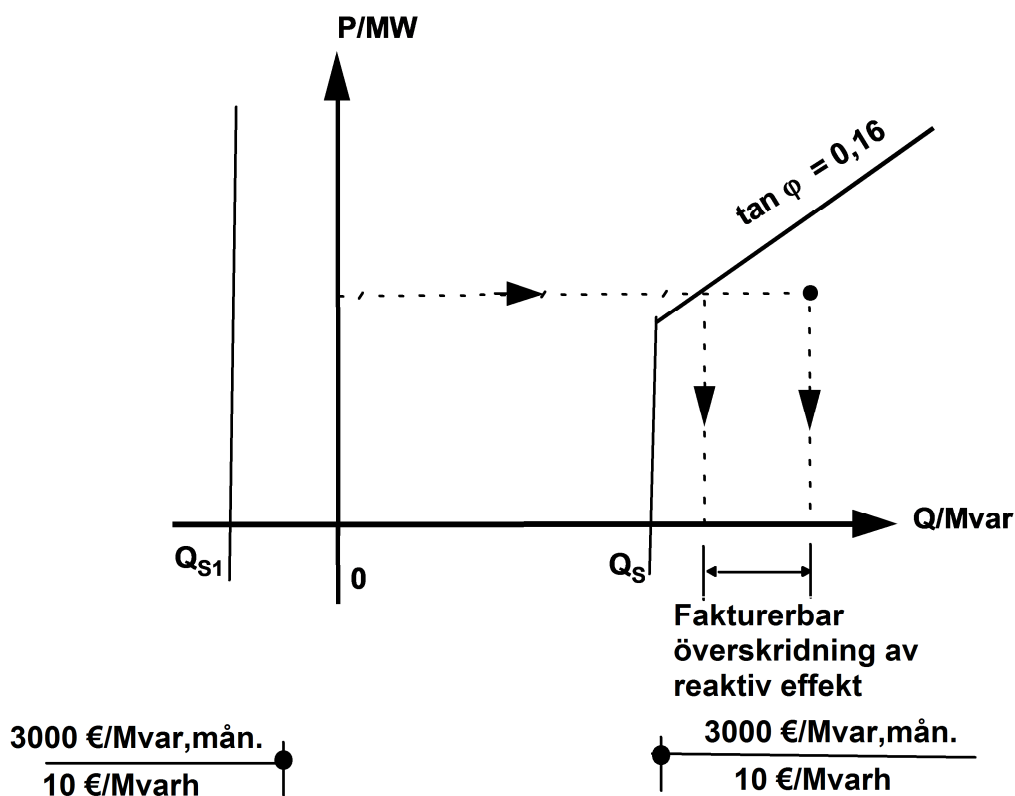 P/MW
tan φ = 0,16
Q/Mvar
QS1
0
QS
Fakturerbar
överskridning av
reaktiv effekt
3000 €/Mvar,mån.
10 €/Mvarh
3000 €/Mvar,mån.
10 €/Mvarh